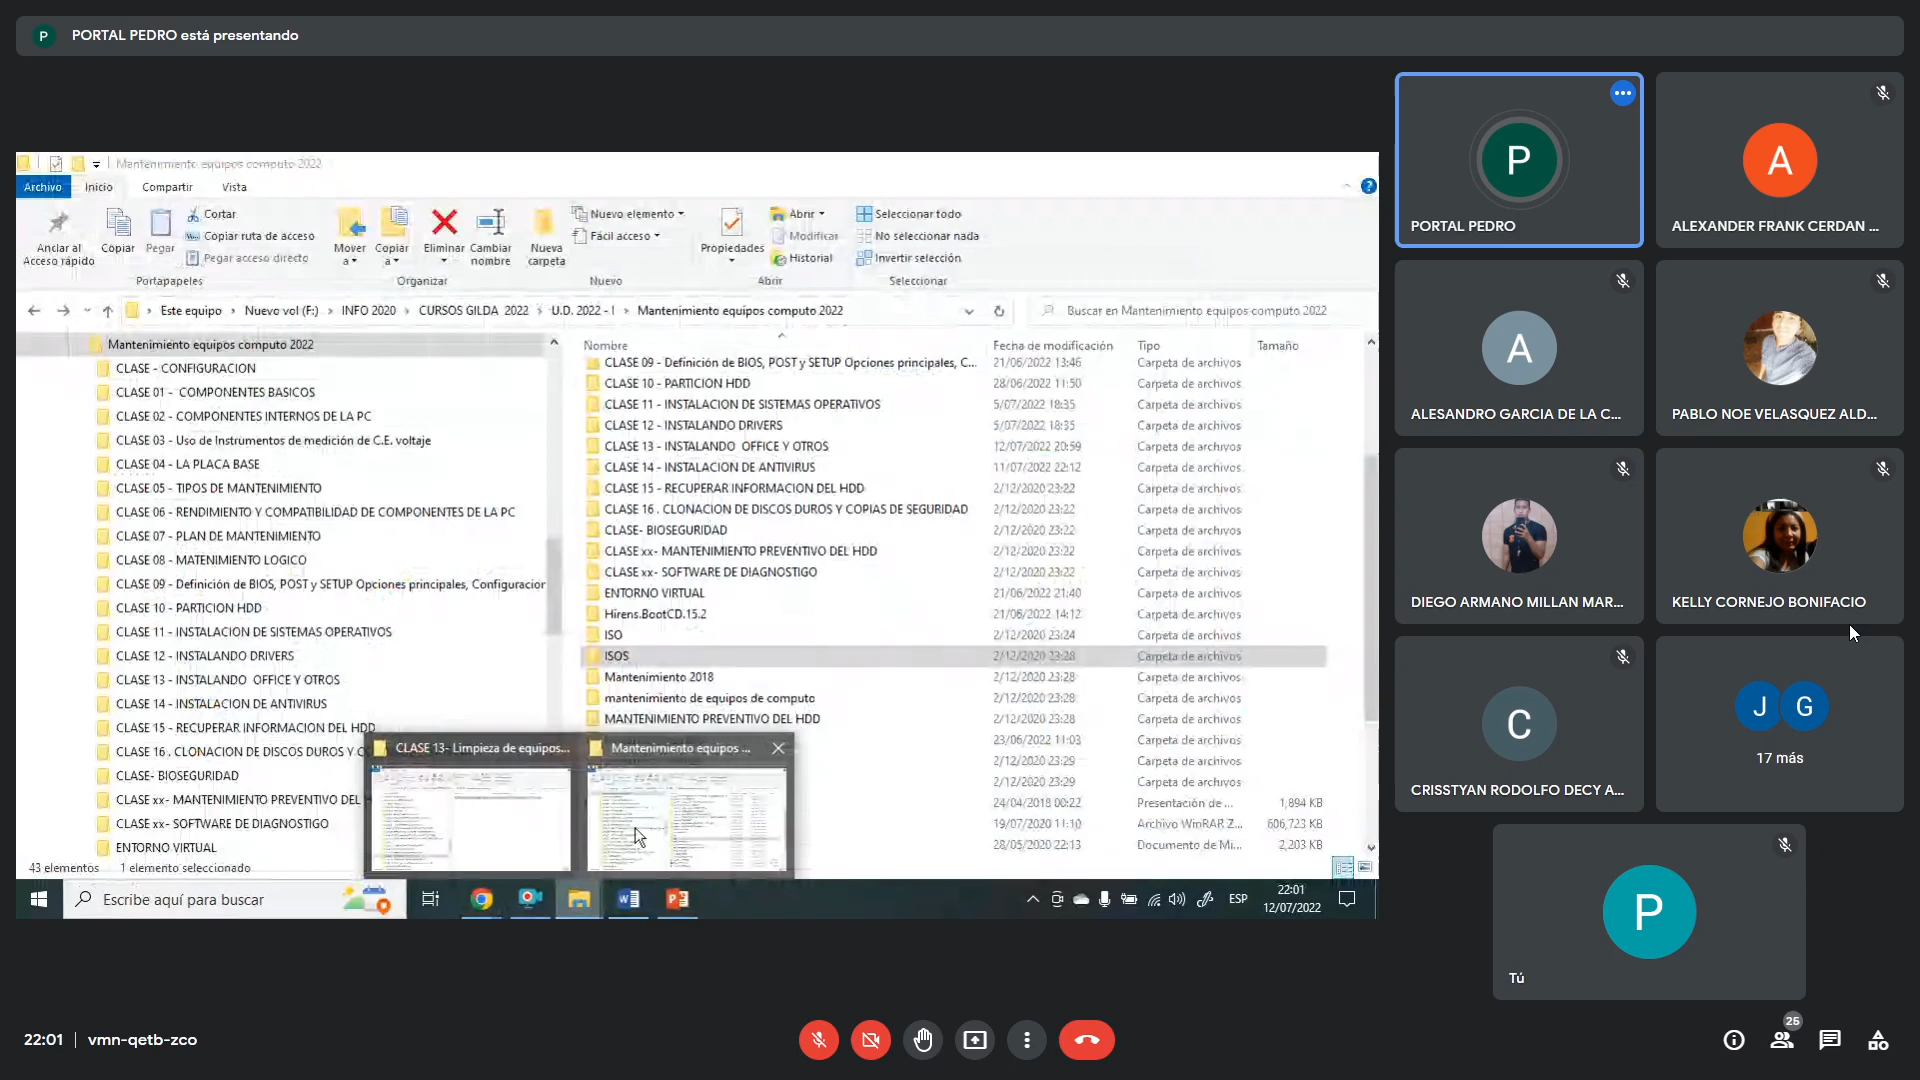 P PORTAL PEDRO está presentando
Mantenimiento equipos computo 2022
Archivo Inicio Compartir Vista
Anclar al Acceso rápido
Copiar
Pegar
Cortar
Copiar ruta de acceso
Pegar acceso directo
Portapapeles
Mover a
Copiar a
Eliminar
Cambiar nombre
Organizar
Nueva carpeta
Nuevo elemento
Fácil acceso
Nuevo
Propiedades
Abrir
Modificar
Historial
Abrir
Seleccionar todo
No seleccionar nada
Invertir selección
Seleccionar
Este equipo › Nuevo vol (F:) › INFO 2020 › CURSOS GILDA 2022 › U.D. 2022 - I › Mantenimiento equipos computo 2022
Buscar en Mantenimiento equipos computo 2022
Mantenimiento equipos computo 2022
CLASE - CONFIGURACION
CLASE 01 - COMPONENTES BASICOS
CLASE 02 - COMPONENTES INTERNOS DE LA PC
CLASE 03 - Uso de Instrumentos de medición de C.E. voltaje
CLASE 04 - LA PLACA BASE
CLASE 05 - TIPOS DE MANTENIMIENTO
CLASE 06 - RENDIMIENTO Y COMPATIBILIDAD DE COMPONENTES DE LA PC
CLASE 07 - PLAN DE MANTENIMIENTO
CLASE 08 - MATENIMIENTO LOGICO
CLASE 09 - Definición de BIOS, POST y SETUP Opciones principales, Configuracion
CLASE 10 - PARTICION HDD
CLASE 11 - INSTALACION DE SISTEMAS OPERATIVOS
CLASE 12 - INSTALANDO DRIVERS
CLASE 13 - INSTALANDO OFFICE Y OTROS
CLASE 14 - INSTALACION DE ANTIVIRUS
CLASE 15 - RECUPERAR INFORMACION DEL HDD
CLASE 16 . CLONACION DE DISCOS DUROS Y CO
CLASE- BIOSEGURIDAD
CLASE xx- MANTENIMIENTO PREVENTIVO DEL
CLASE xx- SOFTWARE DE DIAGNOSTIGO
ENTORNO VIRTUAL
43 elementos 1 elemento seleccionado
Nombre Fecha de modificación Tipo Tamaño
CLASE 09 - Definición de BIOS, POST y SETUP Opciones principales, C... 21/06/2022 13:46 Carpeta de archivos
CLASE 10 - PARTICION HDD 28/06/2022 11:50 Carpeta de archivos
CLASE 11 - INSTALACION DE SISTEMAS OPERATIVOS 5/07/2022 18:35 Carpeta de archivos
CLASE 12 - INSTALANDO DRIVERS 5/07/2022 18:35 Carpeta de archivos
CLASE 13 - INSTALANDO OFFICE Y OTROS 12/07/2022 20:59 Carpeta de archivos
CLASE 14 - INSTALACION DE ANTIVIRUS 11/07/2022 22:12 Carpeta de archivos
CLASE 15 - RECUPERAR INFORMACION DEL HDD 2/12/2020 23:22 Carpeta de archivos
CLASE 16 . CLONACION DE DISCOS DUROS Y COPIAS DE SEGURIDAD 2/12/2020 23:22 Carpeta de archivos
CLASE- BIOSEGURIDAD 2/12/2020 23:22 Carpeta de archivos
CLASE xx- MANTENIMIENTO PREVENTIVO DEL HDD 2/12/2020 23:22 Carpeta de archivos
CLASE xx- SOFTWARE DE DIAGNOSTIGO 2/12/2020 23:22 Carpeta de archivos
ENTORNO VIRTUAL 21/06/2022 21:40 Carpeta de archivos
Hirens.BootCD.15.2 21/06/2022 14:12 Carpeta de archivos
ISO 2/12/2020 23:24 Carpeta de archivos
ISOS 2/12/2020 23:28 Carpeta de archivos
Mantenimiento 2018 2/12/2020 23:28 Carpeta de archivos
mantenimiento de equipos de computo 2/12/2020 23:28 Carpeta de archivos
MANTENIMIENTO PREVENTIVO DEL HDD 2/12/2020 23:28 Carpeta de archivos
23/06/2022 11:03 Carpeta de archivos
2/12/2020 23:29 Carpeta de archivos
2/12/2020 23:29 Carpeta de archivos
24/04/2018 00:22 Presentación de ... 1,894 KB
19/07/2020 11:10 Archivo WinRAR Z... 606,723 KB
28/05/2020 22:13 Documento de Mi... 2,203 KB
CLASE 13- Limpieza de equipos...
Mantenimiento equipos ...
Escribe aquí para buscar
ESP
22:01
12/07/2022
P
PORTAL PEDRO
A
ALEXANDER FRANK CERDAN ...
A
ALESANDRO GARCIA DE LA C...
PABLO NOE VELASQUEZ ALD...
DIEGO ARMANO MILLAN MAR...
KELLY CORNEJO BONIFACIO
C
CRISSTYAN RODOLFO DECY A...
J G
17 más
P
Tú
22:01 | vmn-qetb-zco
25